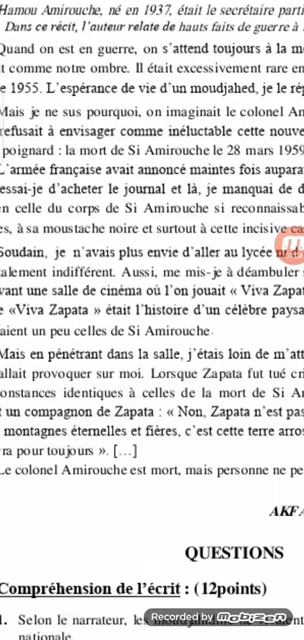 Hamou Amirouche, né en 1937, était le secrétaire parti
Dans ce récit, l'auteur relate de hauts faits de guerre à
Quand on est en guerre, on s'attend toujours à la m
t comme notre ombre. Il était excessivement rare en
e 1955. L'espérance de vie d'un moudjahed, je le rép
Mais je ne sus pourquoi, on imaginait le colonel Am
refusait à envisager comme inéluctable cette nouve
poignard : la mort de Si Amirouche le 28 mars 1959
L'armée française avait annoncé maintes fois aupara
essai-je d'acheter le journal et là, je manquai de d
en celle du corps de Si Amirouche si reconnaissab
es, à sa moustache noire et surtout à cette incisive ca
Soudain, je n'avais plus envie d'aller au lycée
talement indifférent. Aussi, me mis-je à déambuler s
vant une salle de cinéma où l'on jouait « Viva Zapat
e «Viva Zapata » était l'histoire d'un célèbre paysa
aient un peu celles de Si Amirouche.
Mais en pénétrant dans la salle, j'étais loin de m'att
allait provoquer sur moi. Lorsque Zapata fut tué cri
constances identiques à celles de la mort de Si Am
t un compagnon de Zapata : « Non, Zapata n'est pas
montagnes éternelles et fières, c'est cette terre arros
ra pour toujours ». […]
Le colonel Amirouche est mort, mais personne ne pe
AKFA
QUESTIONS
Compréhension de l'écrit : (12points)
1. Selon le narrateur, les
nationale
Recorded by Mobizen